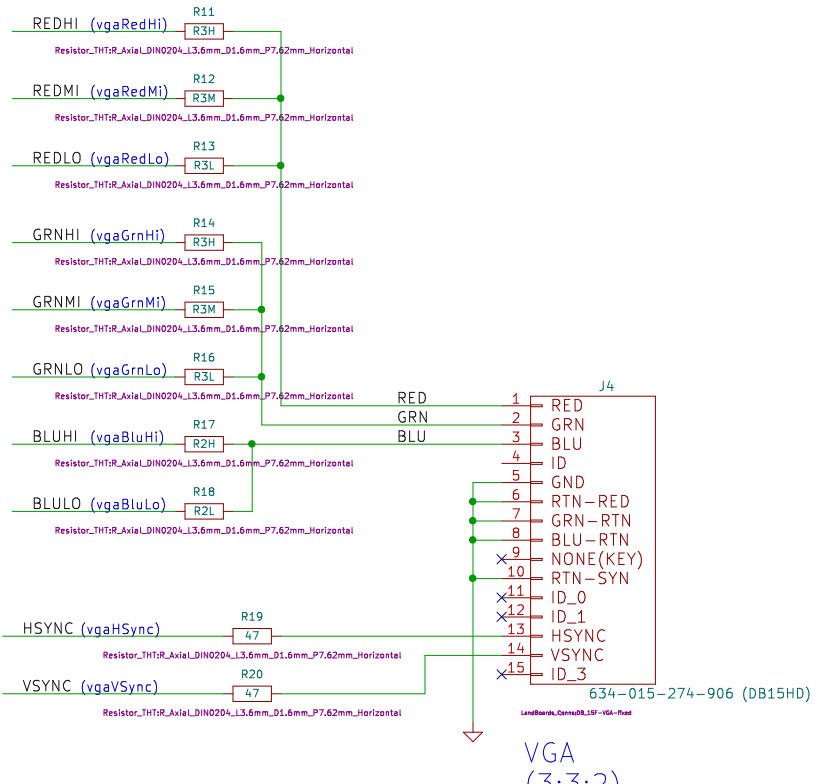 R11
REDHI (vgaRedHi) R3H
Resistor_THT:R_Axial_DIN0204_L3.6mm_D1.6mm_P7.62mm_Horizontal
R12
REDMI (vgaRedMi) R3M
Resistor_THT:R_Axial_DIN0204_L3.6mm_D1.6mm_P7.62mm_Horizontal
R13
REDLO (vgaRedLo) R3L
Resistor_THT:R_Axial_DIN0204_L3.6mm_D1.6mm_P7.62mm_Horizontal
R14
GRNHI (vgaGrnHi) R3H
Resistor_THT:R_Axial_DIN0204_L3.6mm_D1.6mm_P7.62mm_Horizontal
R15
GRNMI (vgaGrnMi) R3M
Resistor_THT:R_Axial_DIN0204_L3.6mm_D1.6mm_P7.62mm_Horizontal
R16
GRNLO (vgaGrnLo) R3L
Resistor_THT:R_Axial_DIN0204_L3.6mm_D1.6mm_P7.62mm_Horizontal
R17
BLUHI (vgaBluHi) R2H
Resistor_THT:R_Axial_DIN0204_L3.6mm_D1.6mm_P7.62mm_Horizontal
R18
BLULO (vgaBluLo) R2L
Resistor_THT:R_Axial_DIN0204_L3.6mm_D1.6mm_P7.62mm_Horizontal
R19
HSYNC (vgaHSync) 47
Resistor_THT:R_Axial_DIN0204_L3.6mm_D1.6mm_P7.62mm_Horizontal
R20
VSYNC (vgaVSync) 47
Resistor_THT:R_Axial_DIN0204_L3.6mm_D1.6mm_P7.62mm_Horizontal
J4
RED 1 RED
GRN 2 GRN
BLU 3 BLU
4 ID
5 GND
6 RTN-RED
7 GRN-RTN
8 BLU-RTN
9 NONE(KEY)
10 RTN-SYN
11 ID_0
12 ID_1
13 HSYNC
14 VSYNC
15 ID_3
634-015-274-906 (DB15HD)
LandBoards_Conns:DB_15F-VGA-fixed
VGA
(3:3:2)